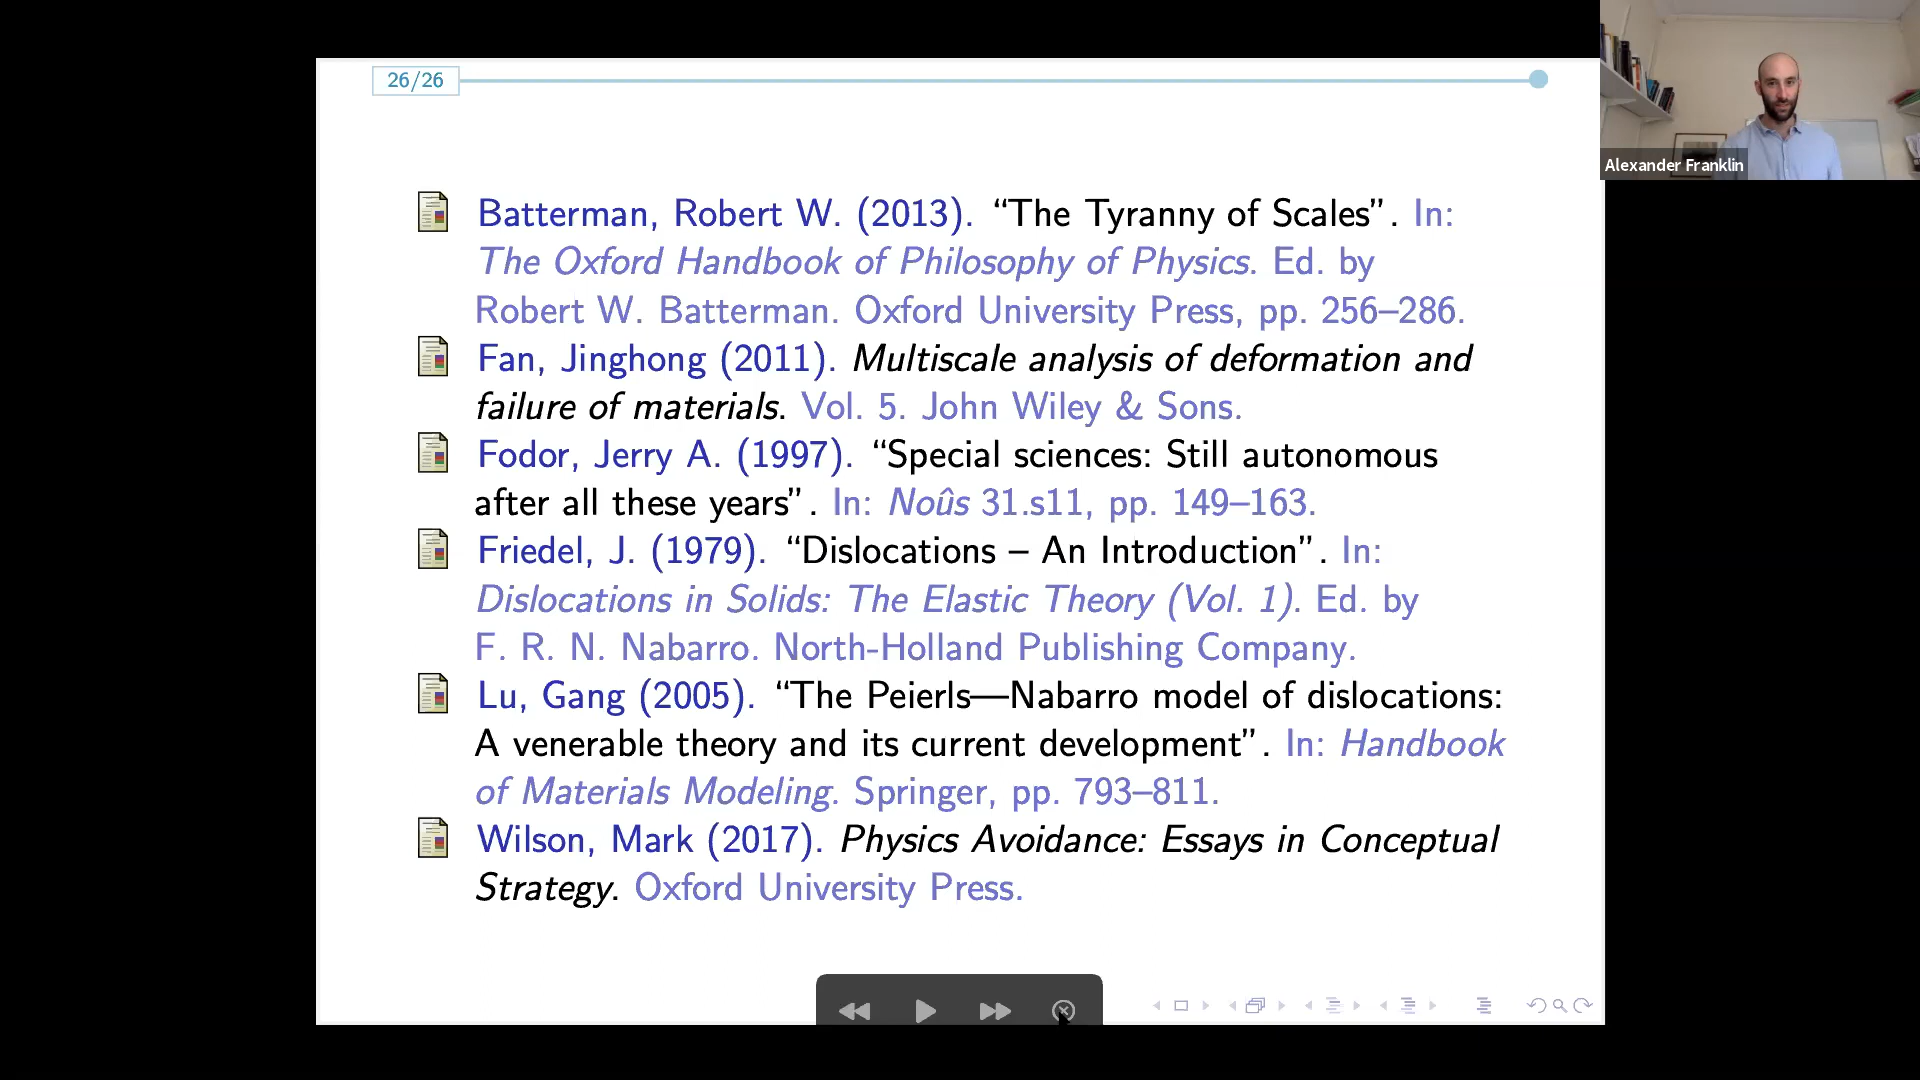 26/26
Alexander Franklin
Batterman, Robert W. (2013). “The Tyranny of Scales”. In:
The Oxford Handbook of Philosophy of Physics. Ed. by
Robert W. Batterman. Oxford University Press, pp. 256–286.
Fan, Jinghong (2011). Multiscale analysis of deformation and
failure of materials. Vol. 5. John Wiley & Sons.
Fodor, Jerry A. (1997). “Special sciences: Still autonomous
after all these years”. In: Noûs 31.s11, pp. 149–163.
Friedel, J. (1979). “Dislocations – An Introduction”. In:
Dislocations in Solids: The Elastic Theory (Vol. 1). Ed. by
F. R. N. Nabarro. North-Holland Publishing Company.
Lu, Gang (2005). “The Peierls—Nabarro model of dislocations:
A venerable theory and its current development”. In: Handbook
of Materials Modeling. Springer, pp. 793–811.
Wilson, Mark (2017). Physics Avoidance: Essays in Conceptual
Strategy. Oxford University Press.